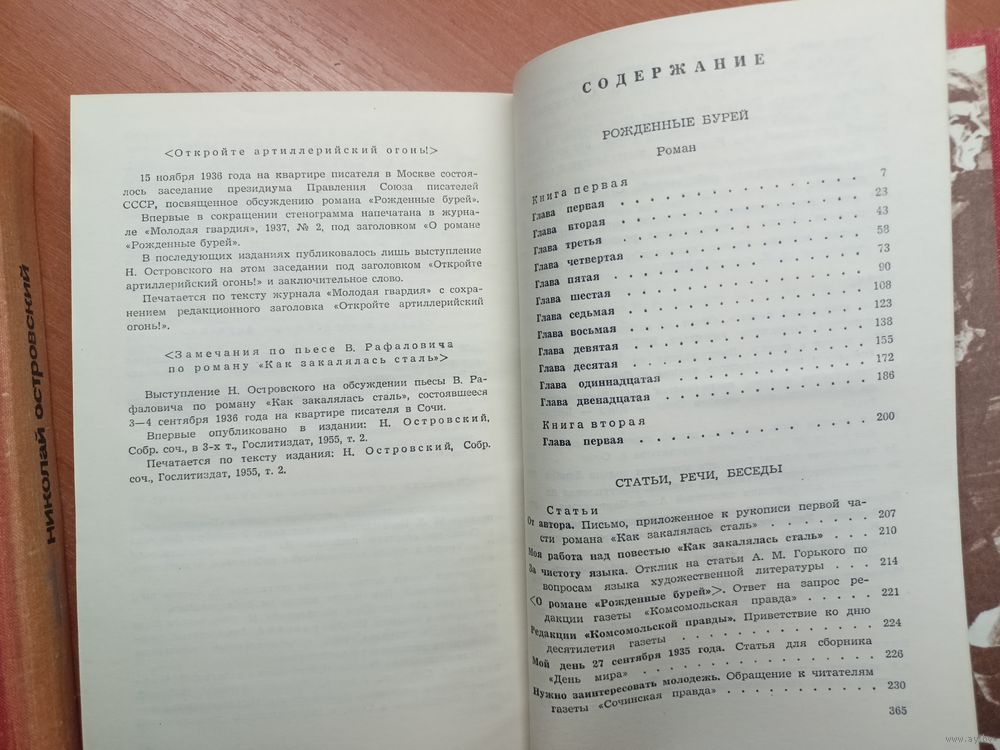 НИКОЛАЙ ОСТРОВСКИЙ
<Откройте артиллерийский огонь!>
15 ноября 1936 года на квартире писателя в Москве состоя-
лось заседание президиума Правления Союза писателей
СССР, посвященное обсуждению романа «Рожденные бурей».
Впервые в сокращении стенограмма напечатана в журна-
ле «Молодая гвардия», 1937, № 2, под заголовком «О романе
«Рожденные бурей».
В последующих изданиях публиковалось лишь выступление
Н. Островского на этом заседании под заголовком «Откройте
артиллерийский огонь!» и заключительное слово.
Печатается по тексту журнала «Молодая гвардия» с сохра-
нением редакционного заголовка «Откройте артиллерийский
огонь!».
<Замечания по пьесе В. Рафаловича
по роману «Как закалялась сталь»>
Выступление Н. Островского на обсуждении пьесы В. Ра-
фаловича по роману «Как закалялась сталь», состоявшееся
3—4 сентября 1936 года на квартире писателя в Сочи.
Впервые опубликовано в издании: Н. Островский,
Собр. соч., в 3-х т., Гослитиздат, 1955, т. 2.
Печатается по тексту издания: Н. Островский, Собр.
соч., Гослитиздат, 1955, т. 2.
СОДЕРЖАНИЕ
РОЖДЕННЫЕ БУРЕЙ
Роман
Книга первая
Глава первая . . . . . . . . . . 7
Глава вторая . . . . . . . . . . 23
Глава третья . . . . . . . . . . 43
Глава четвертая . . . . . . . . . . 58
Глава пятая . . . . . . . . . . 73
Глава шестая . . . . . . . . . . 90
Глава седьмая . . . . . . . . . . 108
Глава восьмая . . . . . . . . . . 123
Глава девятая . . . . . . . . . . 138
Глава десятая . . . . . . . . . . 155
Глава одиннадцатая . . . . . . . . . . 172
Глава двенадцатая . . . . . . . . . . 186
Книга вторая
Глава первая . . . . . . . . . . 200
СТАТЬИ, РЕЧИ, БЕСЕДЫ
Статьи
От автора. Письмо, приложенное к рукописи первой ча-
сти романа «Как закалялась сталь» . . . . . . . 207
Моя работа над повестью «Как закалялась сталь» . . . 210
За чистоту языка. Отклик на статьи А. М. Горького по
вопросам языка художественной литературы . . . 214
<О романе «Рожденные бурей»>. Ответ на запрос ре-
дакции газеты «Комсомольская правда» . . . . . 221
Редакции «Комсомольской правды». Приветствие ко дню
десятилетия газеты . . . . . . . . . . 224
Мой день 27 сентября 1935 года. Статья для сборника
«День мира» . . . . . . . . . . 226
Нужно заинтересовать молодежь. Обращение к читателям
газеты «Сочинская правда» . . . . . . . . . . 230
365